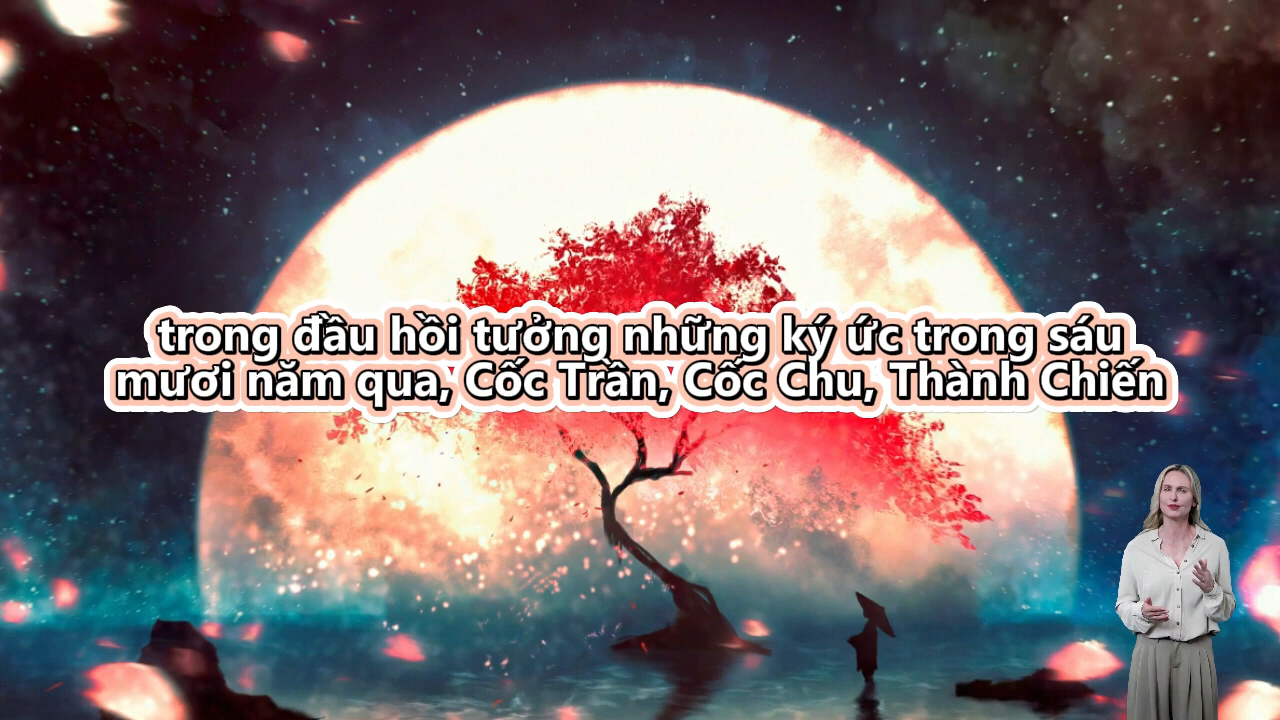 trong đầu hồi tưởng những ký ức trong sáu
mươi năm qua, Cốc Trần, Cốc Chu, Thành Chiến